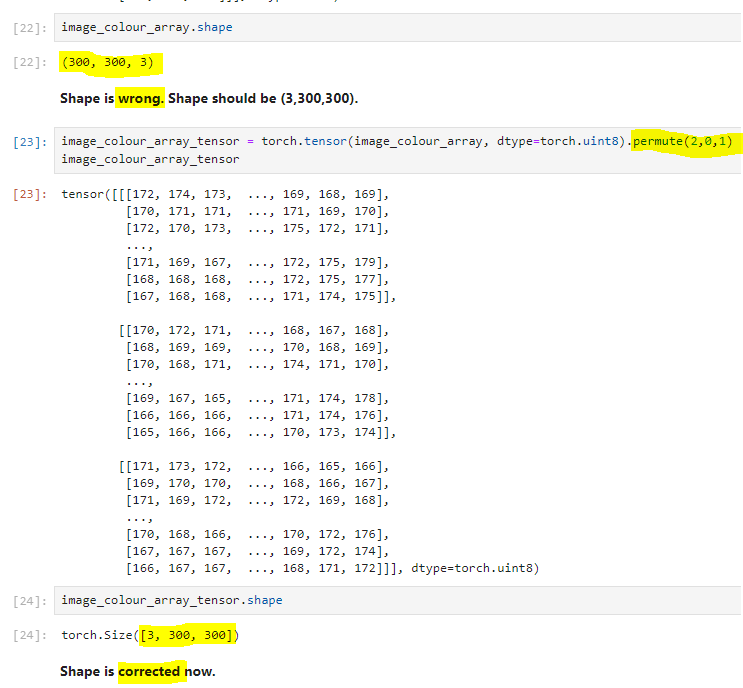 [22]: image_colour_array.shape
[22]: (300, 300, 3)
Shape is wrong. Shape should be (3,300,300).
[23]: image_colour_array_tensor = torch.tensor(image_colour_array, dtype=torch.uint8).permute(2,0,1)
image_colour_array_tensor
[23]: tensor([[[172, 174, 173, ..., 169, 168, 169],
[170, 171, 171, ..., 171, 169, 170],
[172, 170, 173, ..., 175, 172, 171],
...,
[171, 169, 167, ..., 172, 175, 179],
[168, 168, 168, ..., 172, 175, 177],
[167, 168, 168, ..., 171, 174, 175]],
[[170, 172, 171, ..., 168, 167, 168],
[168, 169, 169, ..., 170, 168, 169],
[170, 168, 171, ..., 174, 171, 170],
...,
[169, 167, 165, ..., 171, 174, 178],
[166, 166, 166, ..., 171, 174, 176],
[165, 166, 166, ..., 170, 173, 174]],
[[171, 173, 172, ..., 166, 165, 166],
[169, 170, 170, ..., 168, 166, 167],
[171, 169, 172, ..., 172, 169, 168],
...,
[170, 168, 166, ..., 170, 172, 176],
[167, 167, 167, ..., 169, 172, 174],
[166, 167, 167, ..., 168, 171, 172]]], dtype=torch.uint8)
[24]: image_colour_array_tensor.shape
[24]: torch.Size([3, 300, 300])
Shape is corrected now.